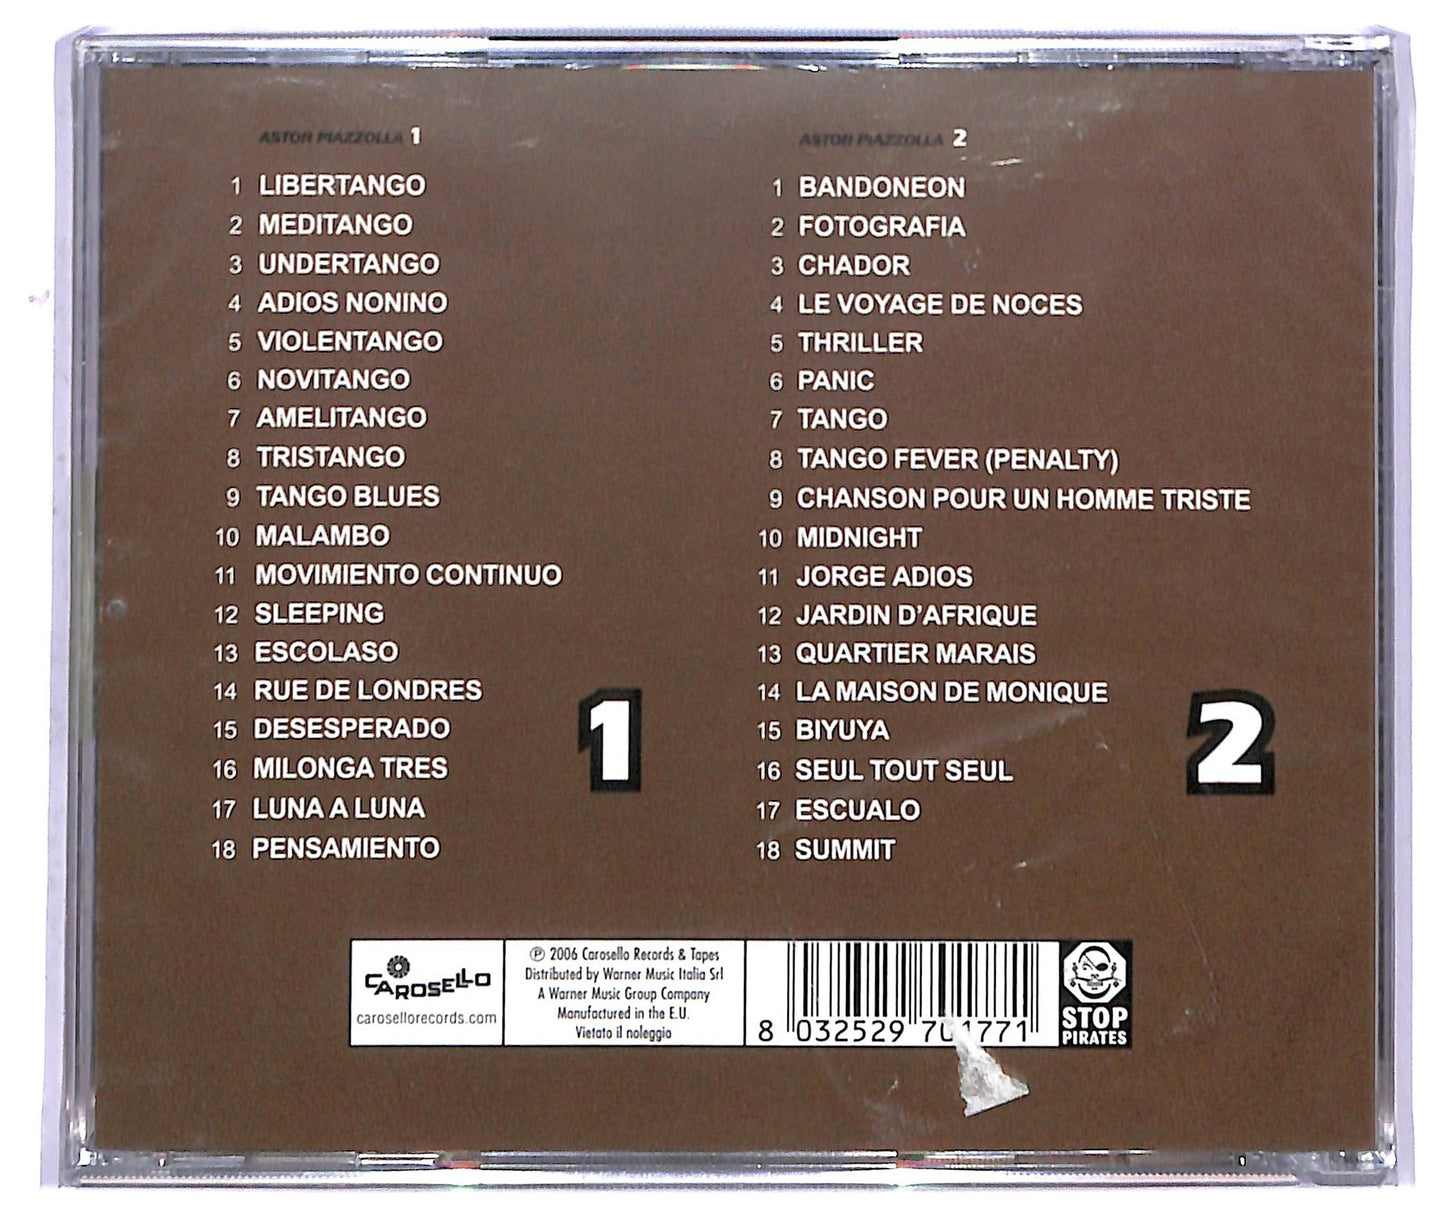 ASTOR PIAZZOLLA 1
1 LIBERTANGO
2 MEDITANGO
3 UNDERTANGO
4 ADIOS NONINO
5 VIOLENTANGO
6 NOVITANGO
7 AMELITANGO
8 TRISTANGO
9 TANGO BLUES
10 MALAMBO
11 MOVIMIENTO CONTINUO
12 SLEEPING
13 ESCOLASO
14 RUE DE LONDRES
15 DESESPERADO
16 MILONGA TRES
17 LUNA A LUNA
18 PENSAMIENTO
1
ASTOR PIAZZOLLA 2
1 BANDONEON
2 FOTOGRAFIA
3 CHADOR
4 LE VOYAGE DE NOCES
5 THRILLER
6 PANIC
7 TANGO
8 TANGO FEVER (PENALTY)
9 CHANSON POUR UN HOMME TRISTE
10 MIDNIGHT
11 JORGE ADIOS
12 JARDIN D'AFRIQUE
13 QUARTIER MARAIS
14 LA MAISON DE MONIQUE
15 BIYUYA
16 SEUL TOUT SEUL
17 ESCUALO
18 SUMMIT
2
CAROSELLO
carosellorecords.com
℗ 2006 Carosello Records & Tapes
Distributed by Warner Music Italia Srl
A Warner Music Group Company
Manufactured in the E.U.
Vietato il noleggio
8 032529 701771
STOP
PIRATES